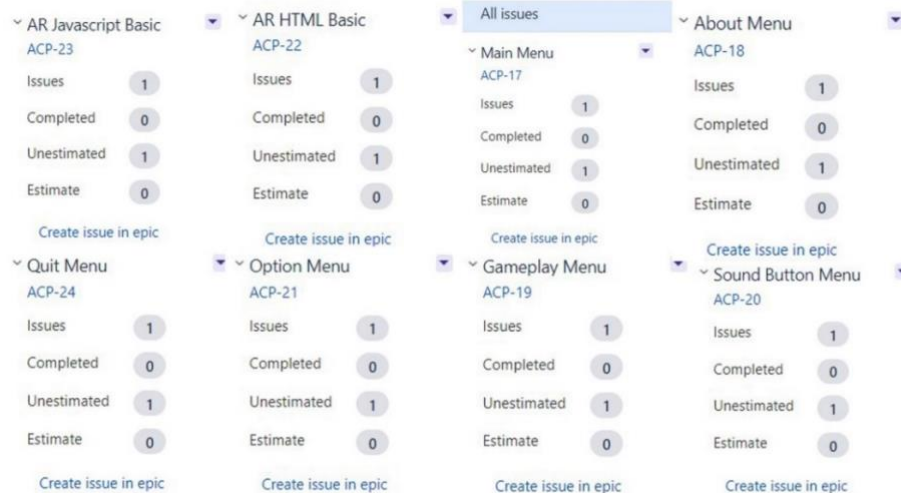 AR Javascript Basic
ACP-23
Issues 1
Completed 0
Unestimated 1
Estimate 0
Create issue in epic
AR HTML Basic
ACP-22
Issues 1
Completed 0
Unestimated 1
Estimate 0
Create issue in epic
All issues
Main Menu
ACP-17
Issues 1
Completed 0
Unestimated 1
Estimate 0
Create issue in epic
About Menu
ACP-18
Issues 1
Completed 0
Unestimated 1
Estimate 0
Create issue in epic
Quit Menu
ACP-24
Issues 1
Completed 0
Unestimated 1
Estimate 0
Create issue in epic
Option Menu
ACP-21
Issues 1
Completed 0
Unestimated 1
Estimate 0
Create issue in epic
Gameplay Menu
ACP-19
Issues 1
Completed 0
Unestimated 1
Estimate 0
Create issue in epic
Sound Button Menu
ACP-20
Issues 1
Completed 0
Unestimated 1
Estimate 0
Create issue in epic